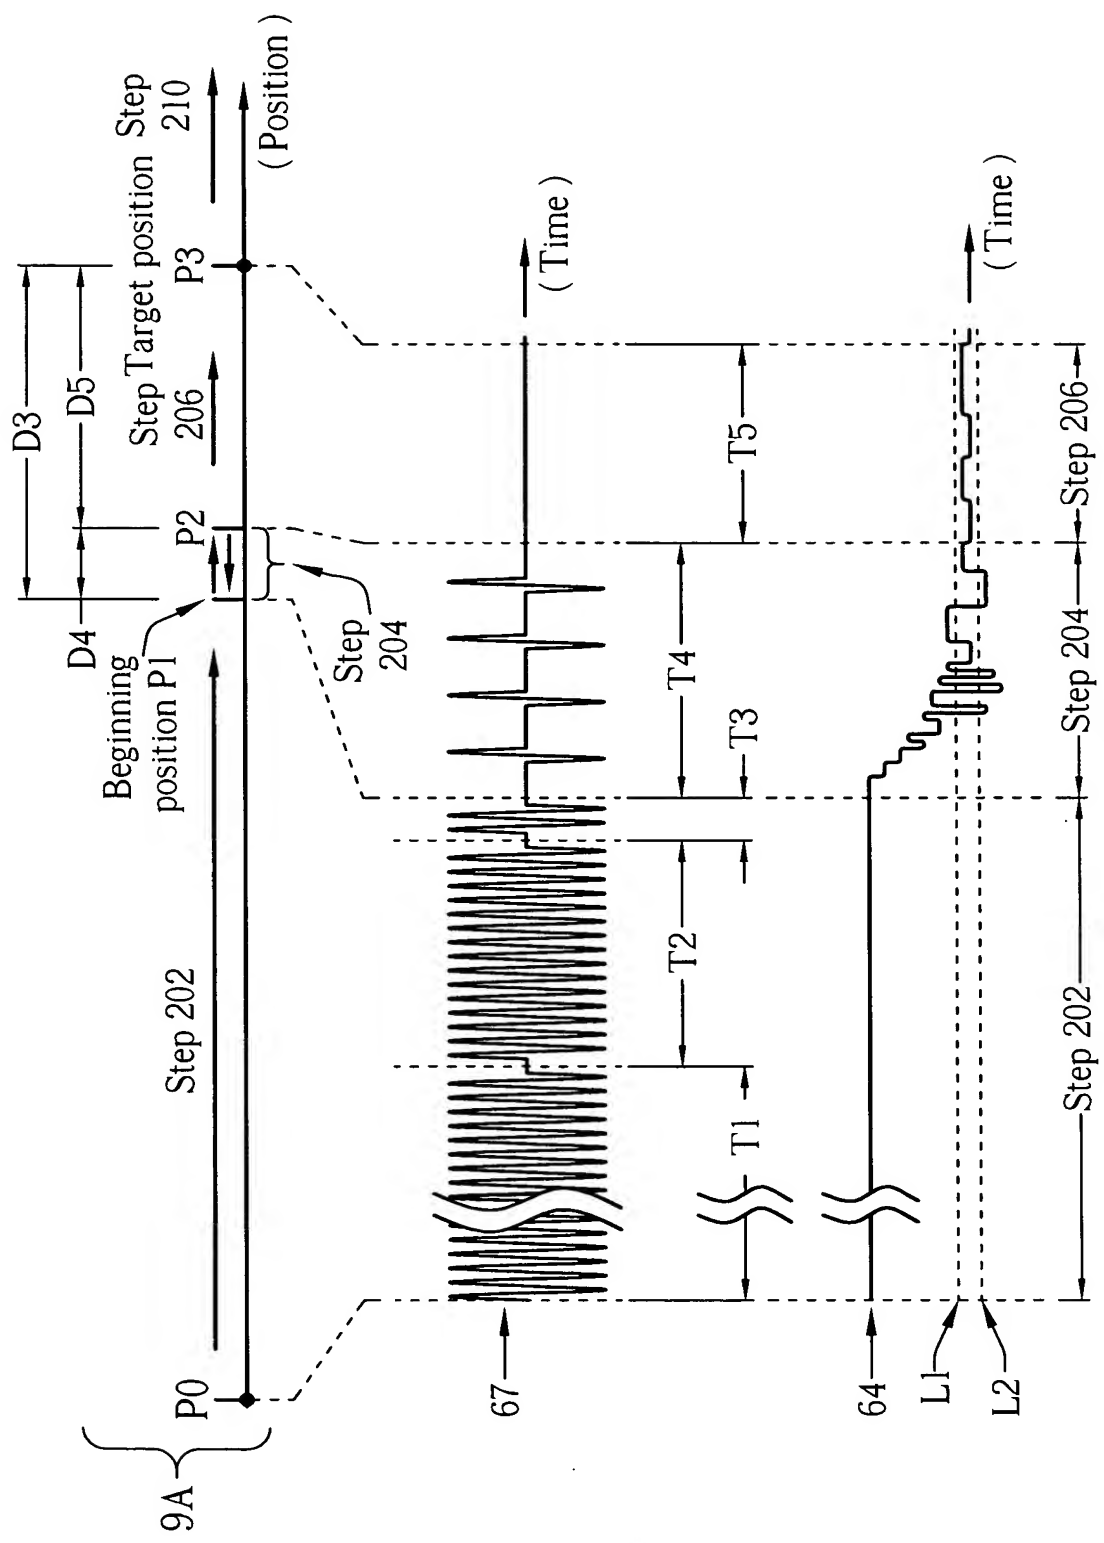 9A
P0
Step 202
Beginning
position P1
P2
Step
206
Target position
P3
Step
210
(Position)
D3
D4
D5
Step
204
67
(Time)
T1
T2
T3
T4
T5
64
L1
L2
(Time)
Step 202
Step 204
Step 206